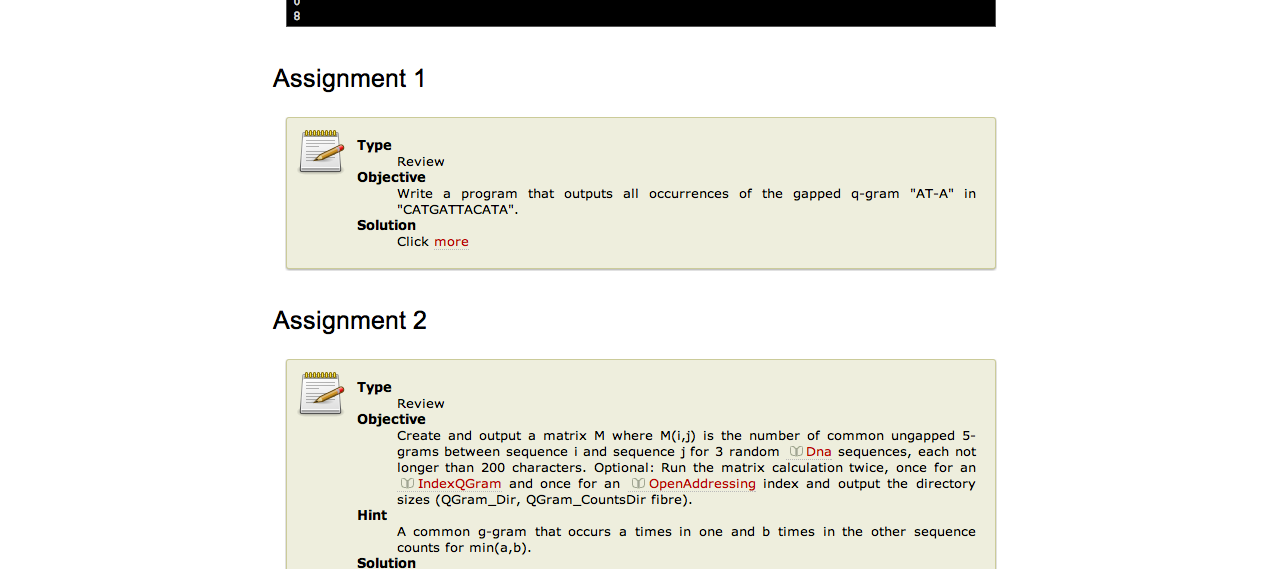 8
Assignment 1
Type
Review
Objective
Write a program that outputs all occurrences of the gapped q-gram "AT-A" in
"CATGATTACATA".
Solution
Click more
Assignment 2
Type
Review
Objective
Create and output a matrix M where M(i,j) is the number of common ungapped 5-
grams between sequence i and sequence j for 3 random Dna sequences, each not
longer than 200 characters. Optional: Run the matrix calculation twice, once for an
IndexQGram and once for an OpenAddressing index and output the directory
sizes (QGram_Dir, QGram_CountsDir fibre).
Hint
A common g-gram that occurs a times in one and b times in the other sequence
counts for min(a,b).
Solution